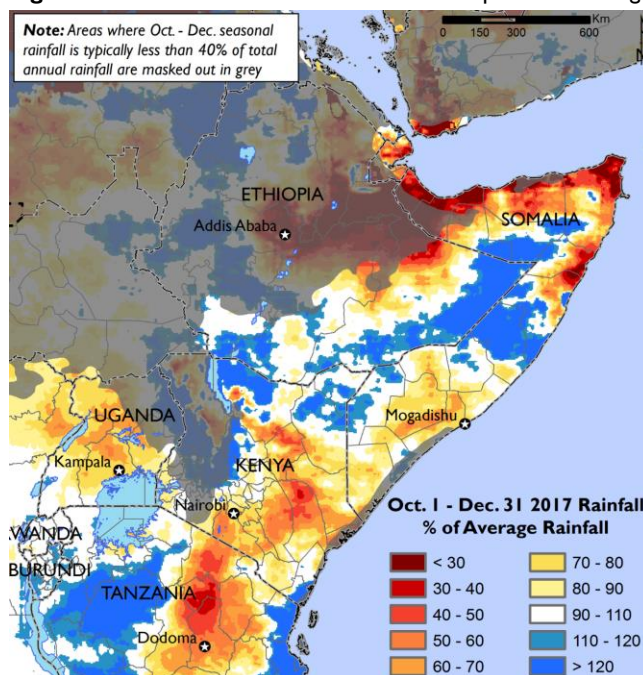 Note: Areas where Oct. - Dec. seasonal
rainfall is typically less than 40% of total
annual rainfall are masked out in grey
Km
0 150 300 600
ETHIOPIA
Addis Ababa
SOMALIA
UGANDA
Mogadishu
Kampala
KENYA
Nairobi
WANDA
BURUNDI
TANZANIA
Dodoma
Oct. 1 - Dec. 31 2017 Rainfall
% of Average Rainfall
< 30
30 - 40
40 - 50
50 - 60
60 - 70
70 - 80
80 - 90
90 - 110
110 - 120
> 120